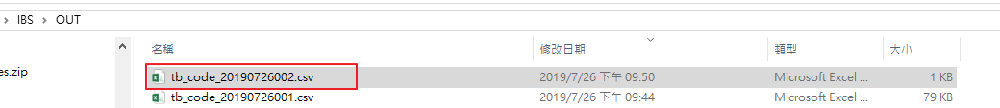 IBS > OUT
名稱 修改日期 類型 大小
es.zip
tb_code_20190726002.csv 2019/7/26 下午 09:50 Microsoft Excel ... 1 KB
tb_code_20190726001.csv 2019/7/26 下午 09:44 Microsoft Excel ... 79 KB